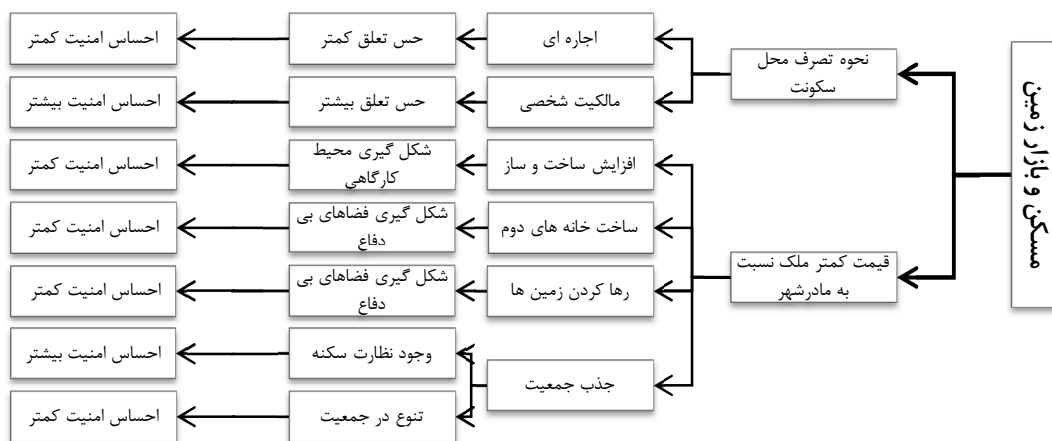 مسکن و بازار زمین
نحوه تصرف محل
سکونت
اجاره ای
حس تعلق کمتر
احساس امنیت کمتر
مالکیت شخصی
حس تعلق بیشتر
احساس امنیت بیشتر
قیمت کمتر ملک نسبت
به مادرشهر
افزایش ساخت و ساز
شکل گیری محیط
کارگاهی
احساس امنیت کمتر
ساخت خانه های دوم
شکل گیری فضاهای بی
دفاع
احساس امنیت کمتر
رها کردن زمین ها
شکل گیری فضاهای بی
دفاع
احساس امنیت کمتر
جذب جمعیت
وجود نظارت سکنه
احساس امنیت بیشتر
تنوع در جمعیت
احساس امنیت کمتر